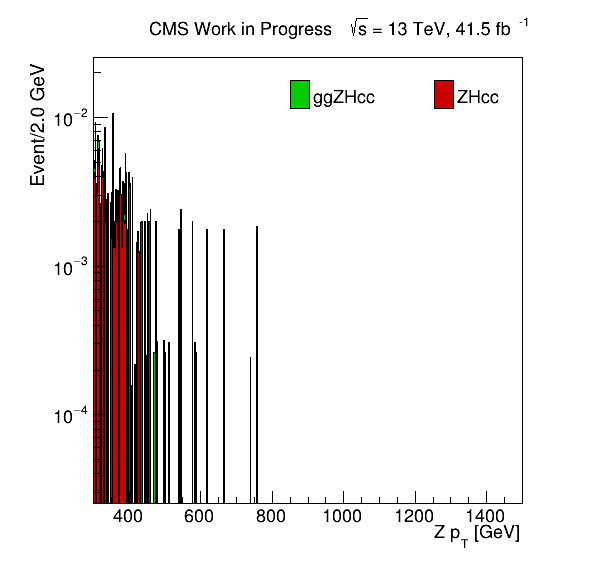 CMS Work in Progress √s = 13 TeV, 41.5 fb⁻¹
Event/2.0 GeV
ggZHcc ZHcc
10⁻²
10⁻³
10⁻⁴
400 600 800 1000 1200 1400
Z p_T [GeV]